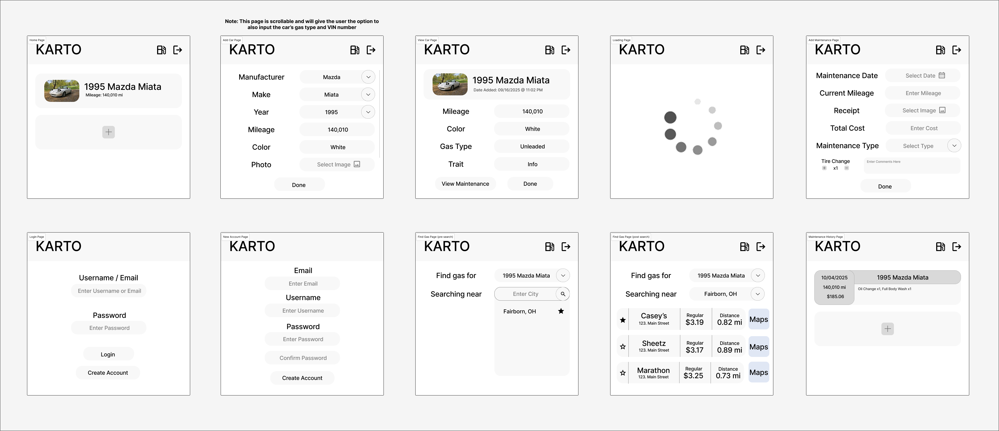 Note: This page is scrollable and will give the user the option to
also input the car’s gas type and VIN number
Home Page
KARTO
1995 Mazda Miata
Mileage: 140,010 mi
Add Car Page
KARTO
Manufacturer
Mazda
Make
Miata
Year
1995
Mileage
140,010
Color
White
Photo
Select Image
Done
View Car Page
KARTO
1995 Mazda Miata
Date Added: 09/16/2025 @ 11:02 PM
Mileage
140,010
Color
White
Gas Type
Unleaded
Trait
Info
View Maintenance
Done
Loading Page
KARTO
Add Maintenance Page
KARTO
Maintenance Date
Select Date
Current Mileage
Enter Mileage
Receipt
Select Image
Total Cost
Enter Cost
Maintenance Type
Select Type
Tire Change
x1
Enter Comments Here
Done
Login Page
KARTO
Username / Email
Enter Username or Email
Password
Enter Password
Login
Create Account
New Account Page
KARTO
Email
Enter Email
Username
Enter Username
Password
Enter Password
Confirm Password
Create Account
Find Gas Page (pre search)
KARTO
Find gas for
1995 Mazda Miata
Searching near
Enter City
Fairborn, OH
Find Gas Page (post search)
KARTO
Find gas for
1995 Mazda Miata
Searching near
Fairborn, OH
Casey’s
123. Main Street
Regular
$3.19
Distance
0.82 mi
Maps
Sheetz
123. Main Street
Regular
$3.17
Distance
0.89 mi
Maps
Marathon
123. Main Street
Regular
$3.25
Distance
0.73 mi
Maps
Maintenance History Page
KARTO
10/04/2025
140,010 mi
$185.06
1995 Mazda Miata
Oil Change x1, Full Body Wash x1